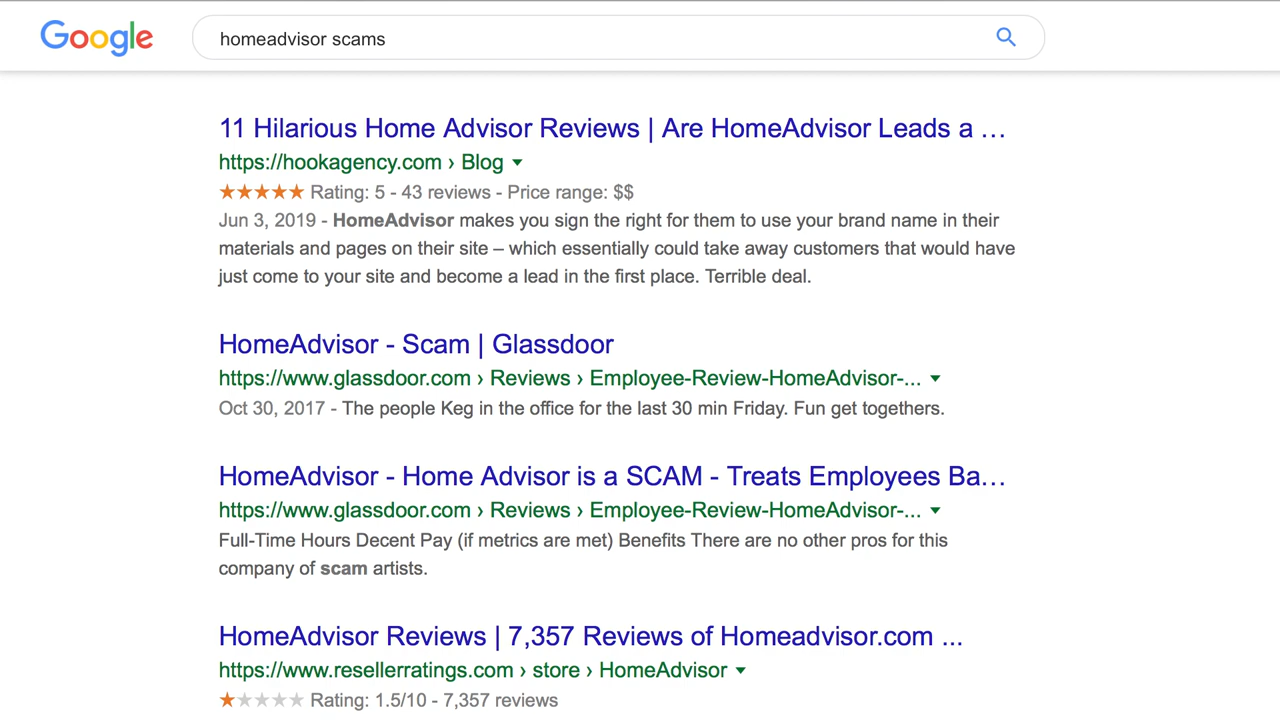 Google
homeadvisor scams
11 Hilarious Home Advisor Reviews | Are HomeAdvisor Leads a ...
https://hookagency.com › Blog
Rating: 5 - 43 reviews - Price range: $$
Jun 3, 2019 - HomeAdvisor makes you sign the right for them to use your brand name in their
materials and pages on their site – which essentially could take away customers that would have
just come to your site and become a lead in the first place. Terrible deal.
HomeAdvisor - Scam | Glassdoor
https://www.glassdoor.com › Reviews › Employee-Review-HomeAdvisor-...
Oct 30, 2017 - The people Keg in the office for the last 30 min Friday. Fun get togethers.
HomeAdvisor - Home Advisor is a SCAM - Treats Employees Ba...
https://www.glassdoor.com › Reviews › Employee-Review-HomeAdvisor-...
Full-Time Hours Decent Pay (if metrics are met) Benefits There are no other pros for this
company of scam artists.
HomeAdvisor Reviews | 7,357 Reviews of Homeadvisor.com ...
https://www.resellerratings.com › store › HomeAdvisor
Rating: 1.5/10 - 7,357 reviews